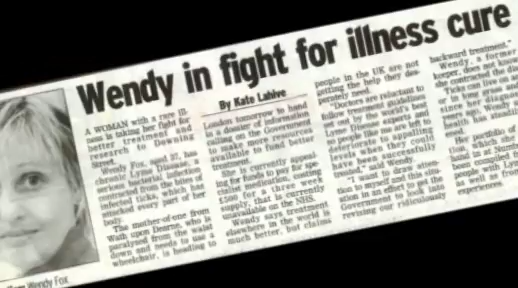 Wendy in fight for illness cure
By Kate Lahive
A WOMAN with a rare ill-
ness is taking her fight for
better treatment and
research to Downing
Street.
Wendy Fox, aged 37, has
chronic Lyme Disease, a
serious bacterial infection
contracted from the bite of
infected ticks, which has
attacked every part of her
body.
The mother-of-one from
Wath upon Dearne, who is
paralysed from the waist
down and needs to use a
wheelchair, is heading to
London tomorrow to hand
in a dossier of information
calling on the Government
to make more resources
available to fund better
treatment.
She is currently appeal-
ing for funds to pay for spe-
cialist medication, costing
£500 for a three week
supply, that is currently
unavailable on the NHS.
Wendy says treatment
elsewhere in the world is
much better, but claims
people in the UK are not
getting the help they des-
perately need.
"Doctors are reluctant to
follow treatment guidelines
set out by the world's best
Lyme Disease experts and
so people like me are left to
deteriorate to appalling
levels when they could
have been successfully
treated," said Wendy.
"I want to draw atten-
tion to myself and this situ-
ation in an effort to get the
Government to look into
revising our ridiculously
backward treatment."
Wendy, a former
keeper, does not know
she contracted the dis
Ticks can live on
or in long grass and
since her diagnosis
years ago, Wendy
health has steadil
Her portfolio of
tion, which she
hand in at
been compiled
people with Lyme
as
experiences.
Wendy Fox